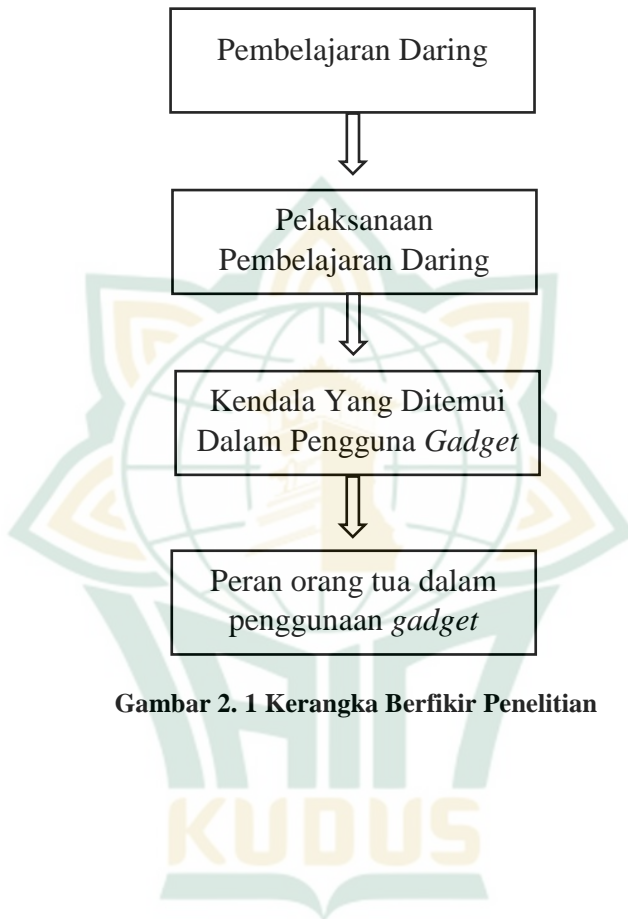 Pembelajaran Daring
Pelaksanaan
Pembelajaran Daring
Kendala Yang Ditemui
Dalam Pengguna Gadget
Peran orang tua dalam
penggunaan gadget
Gambar 2. 1 Kerangka Berfikir Penelitian
IAIN
KUDUS